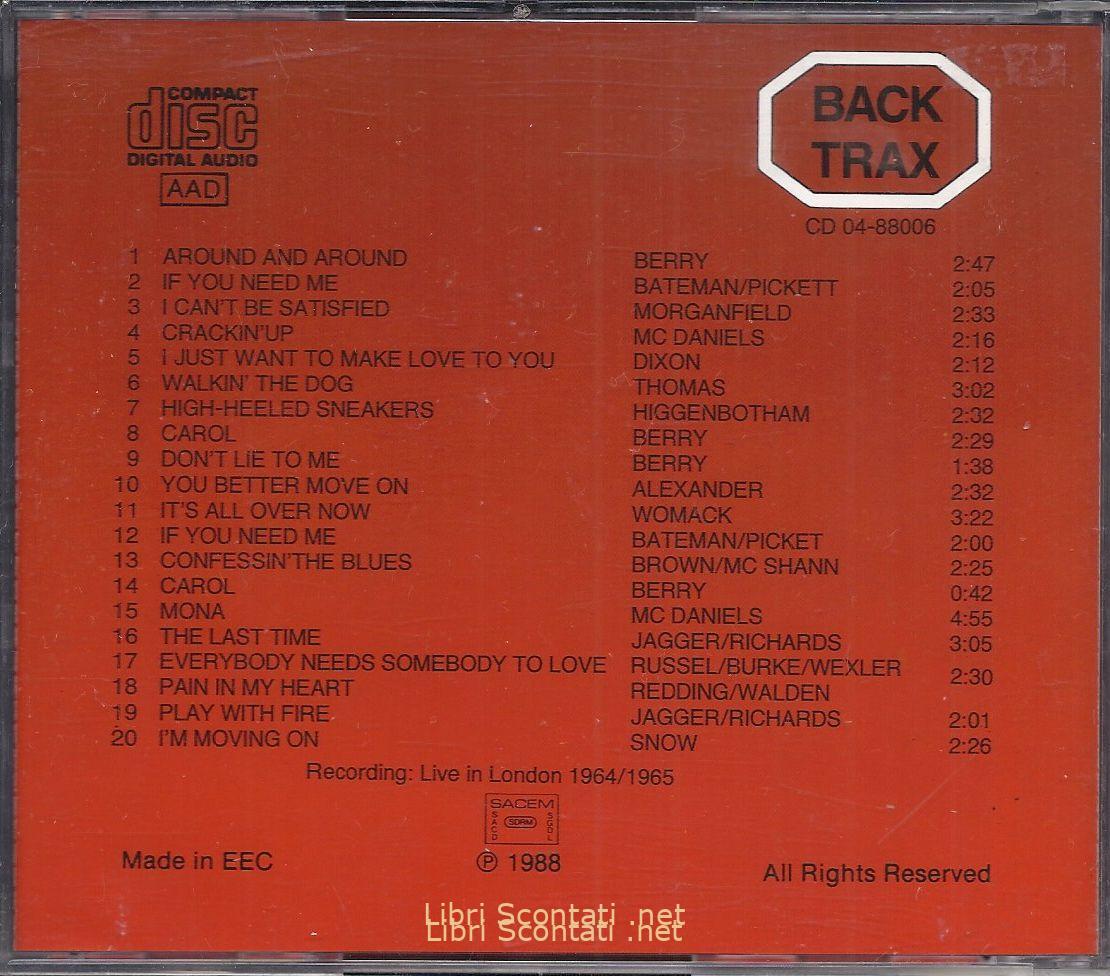 COMPACT
disc
DIGITAL AUDIO
AAD
BACK
TRAX
CD 04-88006
1 AROUND AND AROUND BERRY 2:47
2 IF YOU NEED ME BATEMAN/PICKETT 2:05
3 I CAN'T BE SATISFIED MORGANFIELD 2:33
4 CRACKIN'UP MC DANIELS 2:16
5 I JUST WANT TO MAKE LOVE TO YOU DIXON 2:12
6 WALKIN' THE DOG THOMAS 3:02
7 HIGH-HEELED SNEAKERS HIGGENBOTHAM 2:32
8 CAROL BERRY 2:29
9 DON'T LIE TO ME BERRY 1:38
10 YOU BETTER MOVE ON ALEXANDER 2:32
11 IT'S ALL OVER NOW WOMACK 3:22
12 IF YOU NEED ME BATEMAN/PICKET 2:00
13 CONFESSIN'THE BLUES BROWN/MC SHANN 2:25
14 CAROL BERRY 0:42
15 MONA MC DANIELS 4:55
16 THE LAST TIME JAGGER/RICHARDS 3:05
17 EVERYBODY NEEDS SOMEBODY TO LOVE RUSSEL/BURKE/WEXLER 2:30
18 PAIN IN MY HEART REDDING/WALDEN
19 PLAY WITH FIRE JAGGER/RICHARDS 2:01
20 I'M MOVING ON SNOW 2:26
Recording: Live in London 1964/1965
SACEM
SACD SDRM SGDL
Made in EEC ℗ 1988 All Rights Reserved
Libri Scontati .net
Libri Scontati .net